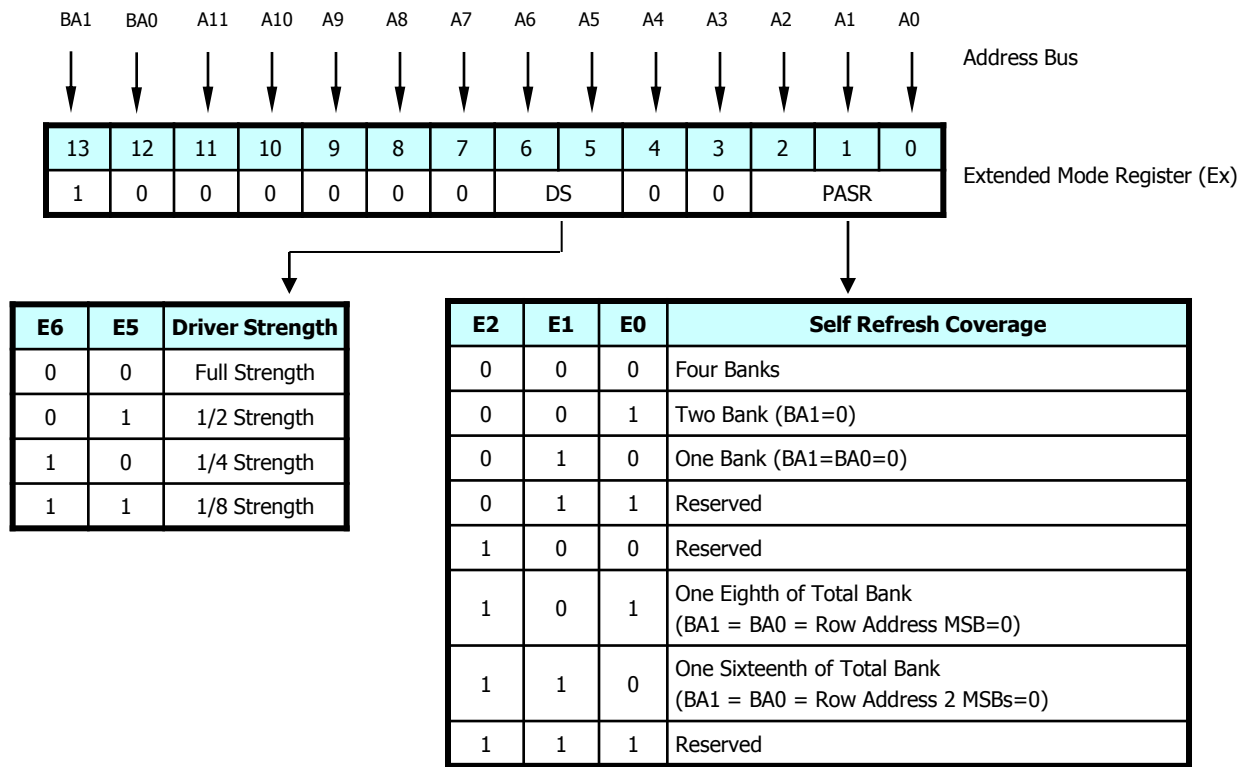 BA1 BA0 A11 A10 A9 A8 A7 A6 A5 A4 A3 A2 A1 A0
Address Bus
13 12 11 10 9 8 7 6 5 4 3 2 1 0
1 0 0 0 0 0 0 DS 0 0 PASR
Extended Mode Register (Ex)
E6 E5 Driver Strength
0 0 Full Strength
0 1 1/2 Strength
1 0 1/4 Strength
1 1 1/8 Strength
E2 E1 E0 Self Refresh Coverage
0 0 0 Four Banks
0 0 1 Two Bank (BA1=0)
0 1 0 One Bank (BA1=BA0=0)
0 1 1 Reserved
1 0 0 Reserved
1 0 1 One Eighth of Total Bank
(BA1 = BA0 = Row Address MSB=0)
1 1 0 One Sixteenth of Total Bank
(BA1 = BA0 = Row Address 2 MSBs=0)
1 1 1 Reserved